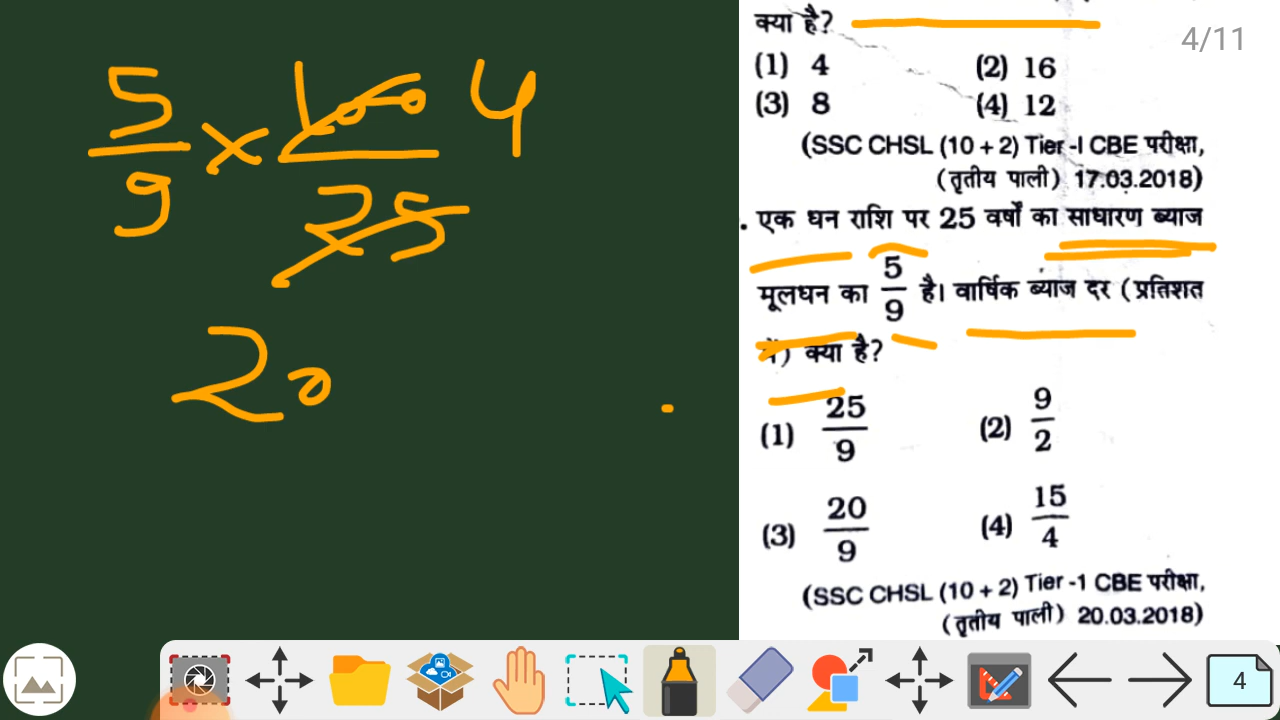 5/9 × 100/25 4
20
4/11
क्या है?
(1) 4 (2) 16
(3) 8 (4) 12
(SSC CHSL (10 + 2) Tier -I CBE परीक्षा,
(तृतीय पाली) 17.03.2018)
. एक धन राशि पर 25 वर्षों का साधारण ब्याज
मूलधन का 5/9 है। वार्षिक ब्याज दर (प्रतिशत
में) क्या है?
(1) 25/9 (2) 9/2
(3) 20/9 (4) 15/4
(SSC CHSL (10 + 2) Tier -1 CBE परीक्षा,
(तृतीय पाली) 20.03.2018)
4